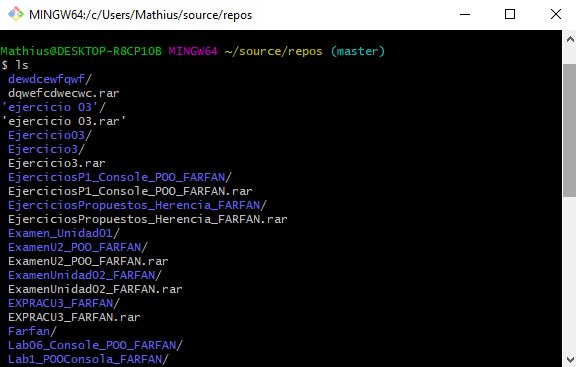 MINGW64:/c/Users/Mathius/source/repos
Mathius@DESKTOP-R8CP1OB MINGW64 ~/source/repos (master)
$ ls
dewdcewfqwf/
dqwefcdwecwc.rar
'ejercicio 03'/
'ejercicio 03.rar'
Ejercicio03/
Ejercicio3/
Ejercicio3.rar
EjerciciosP1_Console_POO_FARFAN/
EjerciciosP1_Console_POO_FARFAN.rar
EjerciciosPropuestos_Herencia_FARFAN/
EjerciciosPropuestos_Herencia_FARFAN.rar
Examen_Unidad01/
ExamenU2_POO_FARFAN/
ExamenU2_POO_FARFAN.rar
ExamenUnidad02_FARFAN/
ExamenUnidad02_FARFAN.rar
EXPRACU3_FARFAN/
EXPRACU3_FARFAN.rar
Farfan/
Lab06_Console_POO_FARFAN/
Lab1_POOConsola_FARFAN/